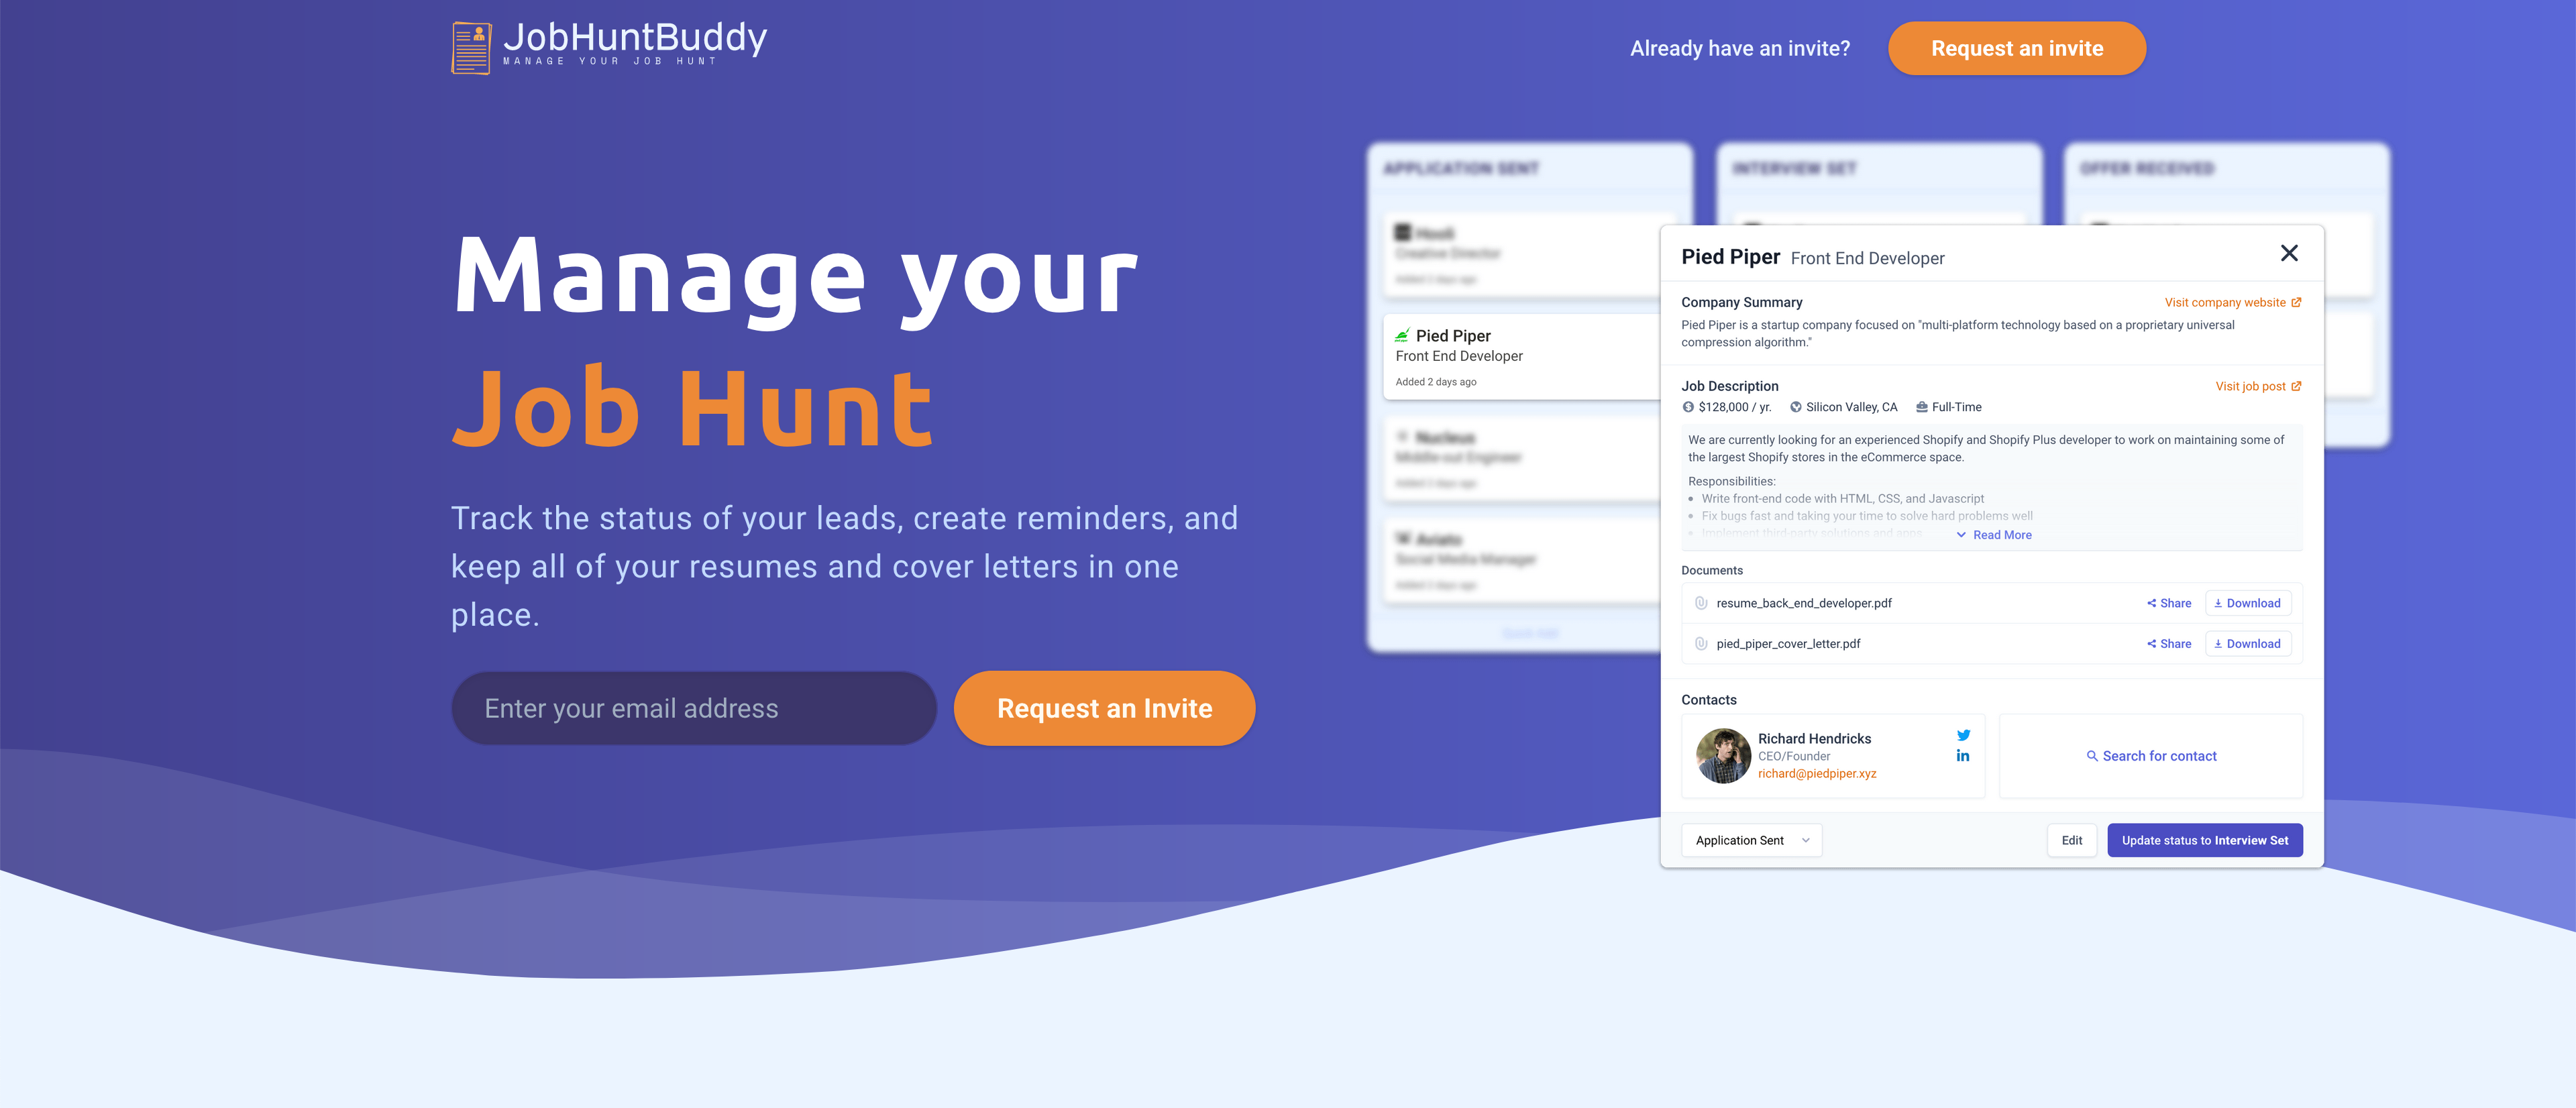 JobHuntBuddy
MANAGE YOUR JOB HUNT
Already have an invite?
Request an invite
Manage your
Job Hunt
Track the status of your leads, create reminders, and
keep all of your resumes and cover letters in one
place.
Enter your email address
Request an Invite
APPLICATION SENT
INTERVIEW SET
OFFER RECEIVED
Hooli
Creative Director
Added 2 days ago
Pied Piper
Front End Developer
Added 2 days ago
Nucleus
Middle-out Engineer
Added 2 days ago
Aviato
Social Media Manager
Added 2 days ago
Pied Piper Front End Developer
Company Summary
Visit company website
Pied Piper is a startup company focused on "multi-platform technology based on a proprietary universal
compression algorithm."
Job Description
Visit job post
$128,000 / yr.
Silicon Valley, CA
Full-Time
We are currently looking for an experienced Shopify and Shopify Plus developer to work on maintaining some of
the largest Shopify stores in the eCommerce space.
Responsibilities:
• Write front-end code with HTML, CSS, and Javascript
• Fix bugs fast and taking your time to solve hard problems well
• Implement third-party solutions and apps
Read More
Documents
resume_back_end_developer.pdf
Share
Download
pied_piper_cover_letter.pdf
Share
Download
Contacts
Richard Hendricks
CEO/Founder
richard@piedpiper.xyz
Search for contact
Application Sent
Edit
Update status to Interview Set